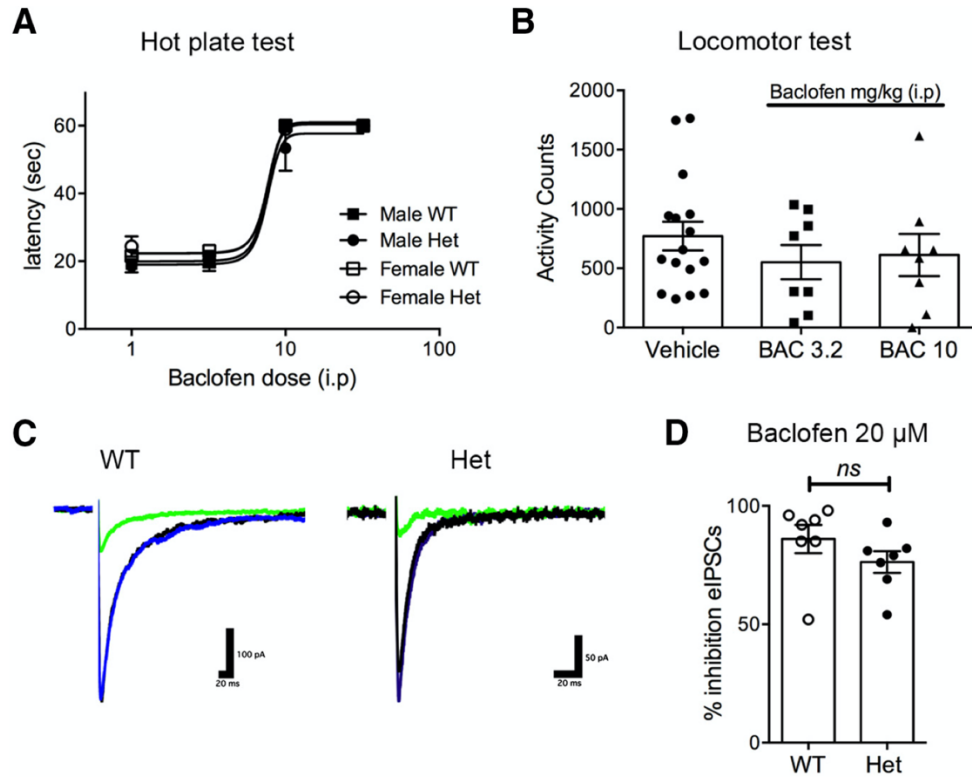 A
Hot plate test
latency (sec)
60
40
20
0
1
10
100
Baclofen dose (i.p)
Male WT
Male Het
Female WT
Female Het
B
Locomotor test
Baclofen mg/kg (i.p)
Activity Counts
2000
1500
1000
500
0
Vehicle
BAC 3.2
BAC 10
C
WT
100 pA
20 ms
Het
50 pA
20 ms
D
Baclofen 20 µM
ns
% inhibition eIPSCs
100
50
0
WT
Het